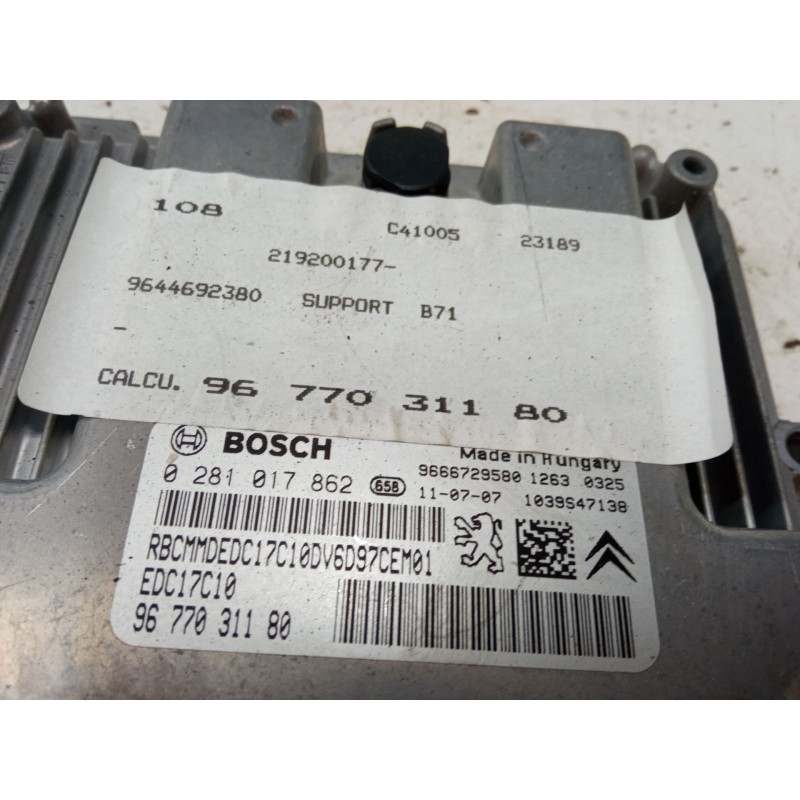 108
C41005 23189
219200177-
9644692380 SUPPORT B71
-
CALCU. 96 770 311 80
BOSCH
Made in Hungary
0 281 017 862 65B
9666729580 1263 0325
11-07-07 1039S47138
RBCMMDEDC17C10DV6D97CEM01
EDC17C10
96 770 311 80